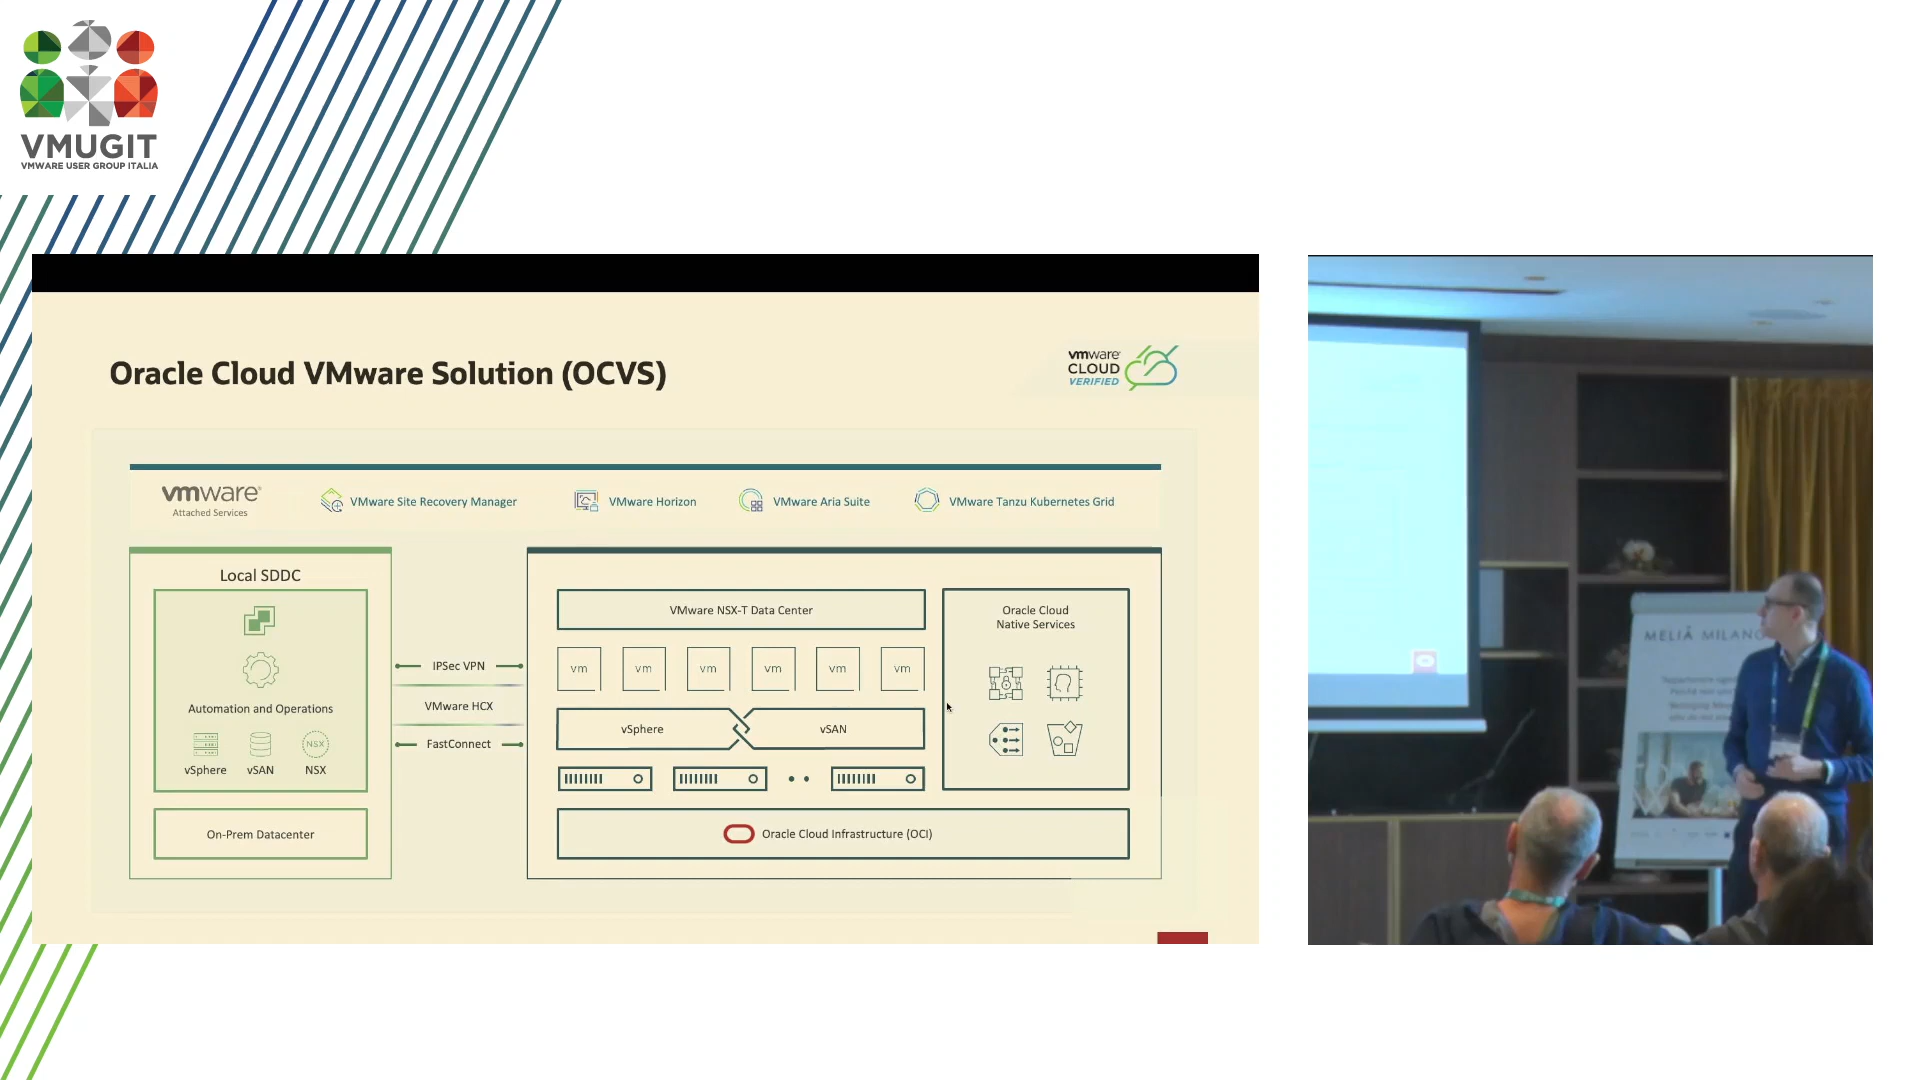 VMUGIT
VMWARE USER GROUP ITALIA
Oracle Cloud VMware Solution (OCVS)
vmware
CLOUD
VERIFIED
vmware
Attached Services
VMware Site Recovery Manager
VMware Horizon
VMware Aria Suite
VMware Tanzu Kubernetes Grid
Local SDDC
Automation and Operations
NSX
vSphere
vSAN
NSX
On-Prem Datacenter
IPSec VPN
VMware HCX
FastConnect
VMware NSX-T Data Center
vm
vm
vm
vm
vm
vm
vSphere
vSAN
Oracle Cloud
Native Services
Oracle Cloud Infrastructure (OCI)
MELIÃ MILANO